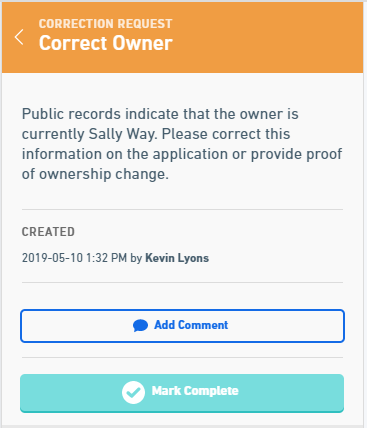 CORRECTION REQUEST
Correct Owner
Public records indicate that the owner is
currently Sally Way. Please correct this
information on the application or provide proof
of ownership change.
CREATED
2019-05-10 1:32 PM by Kevin Lyons
Add Comment
Mark Complete